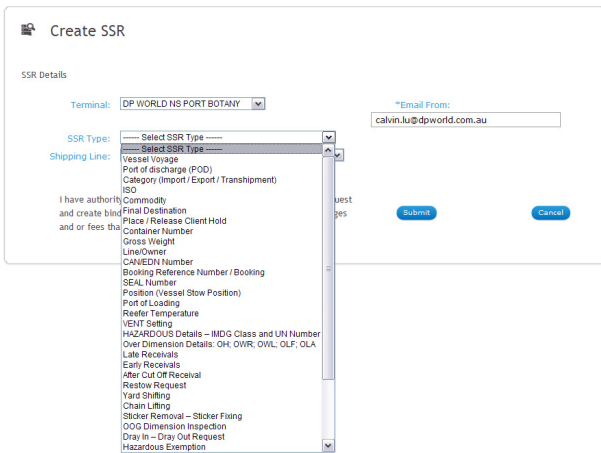 Create SSR
SSR Details
Terminal: DP WORLD NS PORT BOTANY
*Email From:
calvin.lu@dpworld.com.au
SSR Type: ------ Select SSR Type ------
Shipping Line:
------ Select SSR Type ------
Vessel Voyage
Port of discharge (POD)
Category (Import / Export / Transhipment)
ISO
Commodity
Final Destination
Place / Release Client Hold
Container Number
Gross Weight
Line/Owner
CAN/EDN Number
Booking Reference Number / Booking
SEAL Number
Position (Vessel Stow Position)
Port of Loading
Reefer Temperature
VENT Setting
HAZARDOUS Details – IMDG Class and UN Number
Over Dimension Details: OH; OWR; OWL; OLF; OLA
Late Receivals
Early Receivals
After Cut Off Receival
Restow Request
Yard Shifting
Chain Lifting
Sticker Removal – Sticker Fixing
OOG Dimension Inspection
Dray In – Dray Out Request
Hazardous Exemption
I have authority
and create
and or fees
Submit
Cancel